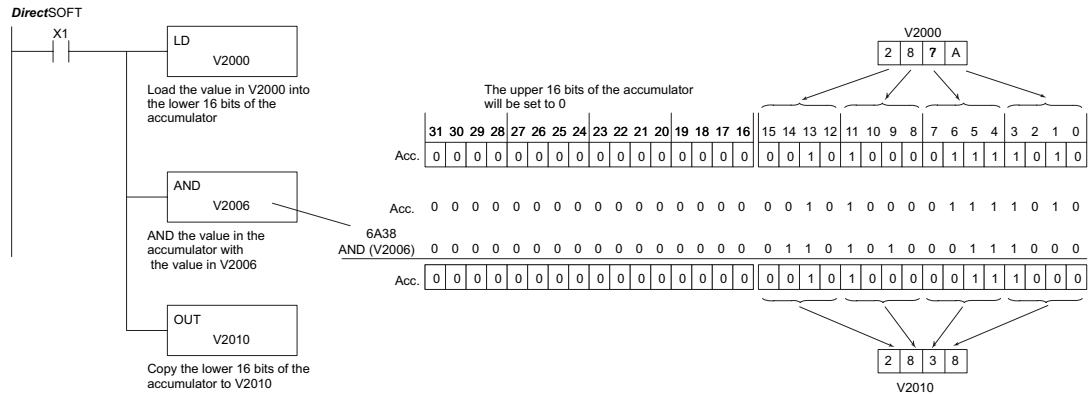 DirectSOFT
X1
LD
V2000
Load the value in V2000 into
the lower 16 bits of the
accumulator
AND
V2006
AND the value in the
accumulator with
the value in V2006
OUT
V2010
Copy the lower 16 bits of the
accumulator to V2010
V2000
2 8 7 A
The upper 16 bits of the accumulator
will be set to 0
31 30 29 28 27 26 25 24 23 22 21 20 19 18 17 16 15 14 13 12 11 10 9 8 7 6 5 4 3 2 1 0
Acc. 0 0 0 0 0 0 0 0 0 0 0 0 0 0 0 0 0 0 1 0 1 0 0 0 0 1 1 1 1 0 1 0
Acc. 0 0 0 0 0 0 0 0 0 0 0 0 0 0 0 0 0 0 1 0 1 0 0 0 0 1 1 1 1 0 1 0
6A38
AND (V2006) 0 0 0 0 0 0 0 0 0 0 0 0 0 0 0 0 0 1 1 0 1 0 1 0 0 0 1 1 1 0 0 0
Acc. 0 0 0 0 0 0 0 0 0 0 0 0 0 0 0 0 0 0 1 0 1 0 0 0 0 0 1 1 1 0 0 0
2 8 3 8
V2010